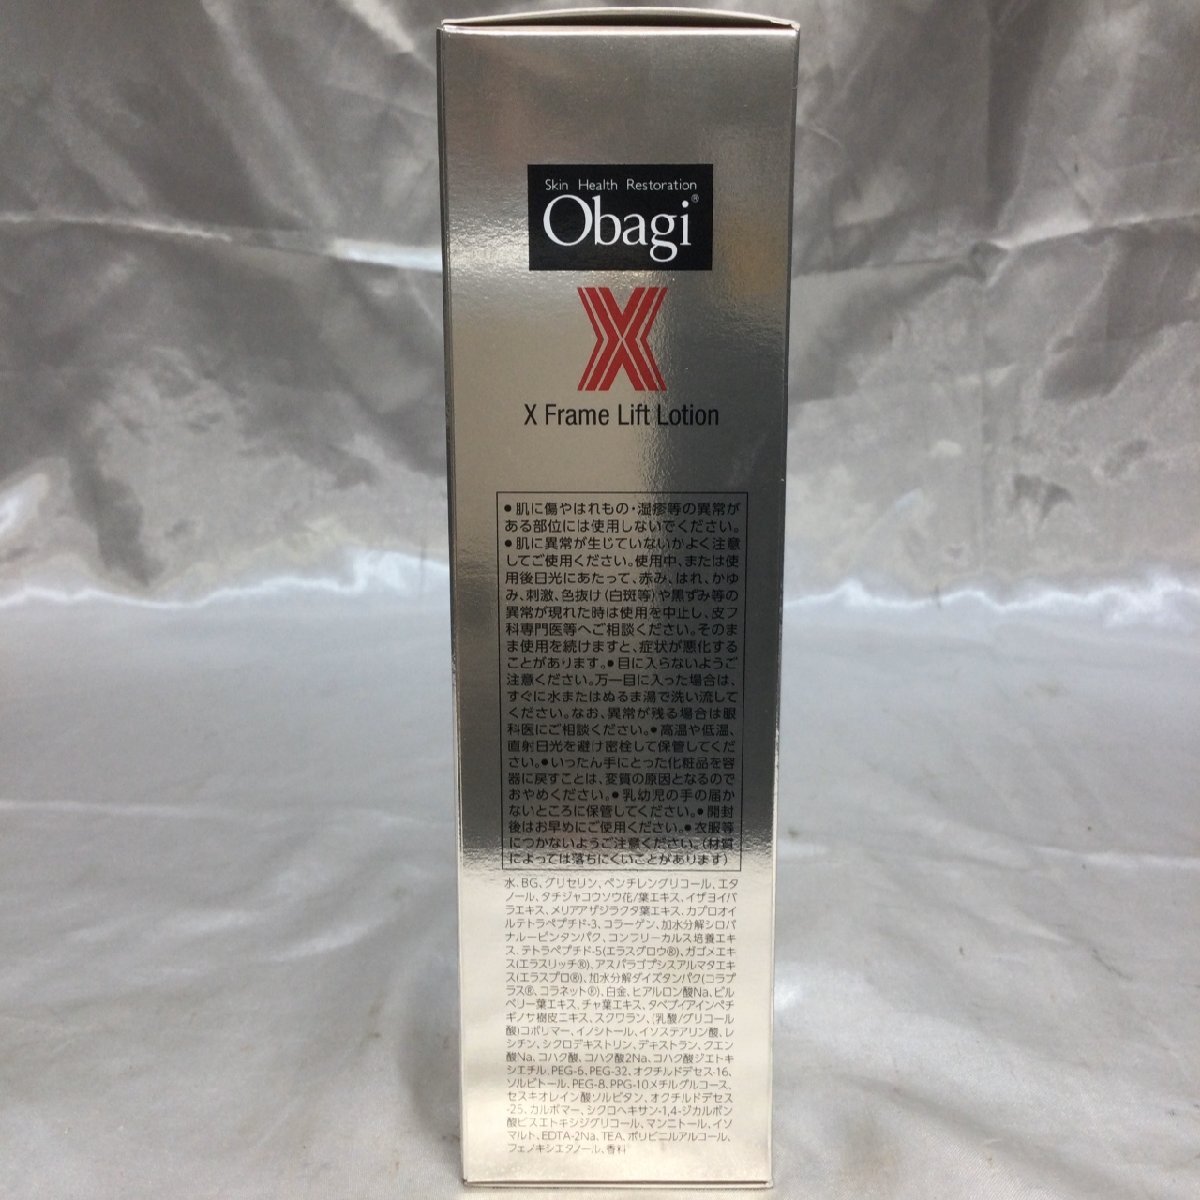 Skin Health Restoration
Obagi®
X
X Frame Lift Lotion
●肌に傷やはれもの・湿疹等の異常が
ある部位には使用しないでください。
●肌に異常が生じていないかよく注意
してご使用ください。使用中、または使
用後日光にあたって、赤み、はれ、かゆ
み、刺激、色抜け(白斑等)や黒ずみ等の
異常が現れた時は使用を中止し、皮フ
科専門医等へご相談ください。そのま
ま使用を続けますと、症状が悪化する
ことがあります。●目に入らないようご
注意ください。万一目に入った場合は、
すぐに水またはぬるま湯で洗い流して
ください。なお、異常が残る場合は眼
科医にご相談ください。●高温や低温、
直射日光を避け密栓して保管してくだ
さい。●いったん手にとった化粧品を容
器に戻すことは、変質の原因となるので
おやめください。●乳幼児の手の届か
ないところに保管してください。●開封
後はお早めにご使用ください。●衣服等
につかないようご注意ください。(材質
によっては落ちにくいことがあります)
水、BG、グリセリン、ペンチレングリコール、エタ
ノール、タチジャコウソウ花/葉エキス、イザヨイバ
ラエキス、メリアアザジラクタ葉エキス、カプロオイ
ルテトラペプチド-3、コラーゲン、加水分解シロバ
ナルーピンタンパク、コンフリーカルス培養エキ
ス、テトラペプチド-5(エラスグロウ®)、ガゴメエキ
ス(エラスリッチ®)、アスパラゴプシスアルマタエキ
ス(エラスプロ®)、加水分解ダイズタンパク(コラプ
ラス®、コラネット®)、白金、ヒアルロン酸Na、ビル
ベリー葉エキス、チャ葉エキス、タベブイアインペチ
ギノサ樹皮エキス、スクワラン、(乳酸/グリコール
酸)コポリマー、イノシトール、イソステアリン酸、レ
シチン、シクロデキストリン、デキストラン、クエン
酸Na、コハク酸、コハク酸2Na、コハク酸ジエトキ
シエチル、PEG-6、PEG-32、オクチルドデセス-16、
ソルビトール、PEG-8、PPG-10メチルグルコース、
セスキオレイン酸ソルビタン、オクチルドデセス
-25、カルボマー、シクロヘキサン-1,4-ジカルボン
酸ビスエトキシジグリコール、マンニトール、イソ
マルト、EDTA-2Na、TEA、ポリビニルアルコール、
フェノキシエタノール、香料